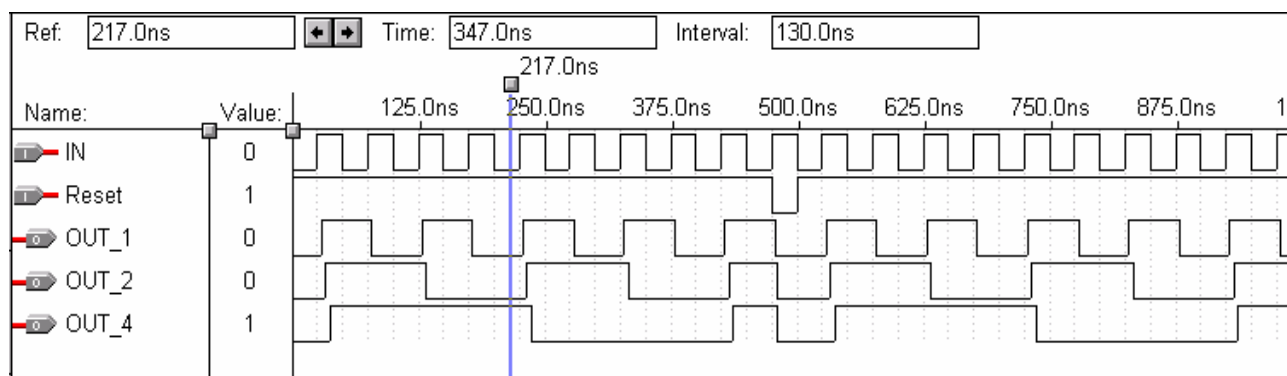 Ref: 217.0ns Time: 347.0ns Interval: 130.0ns
217.0ns
Name: Value: 125.0ns 250.0ns 375.0ns 500.0ns 625.0ns 750.0ns 875.0ns 1
IN 0
Reset 1
OUT_1 0
OUT_2 0
OUT_4 1